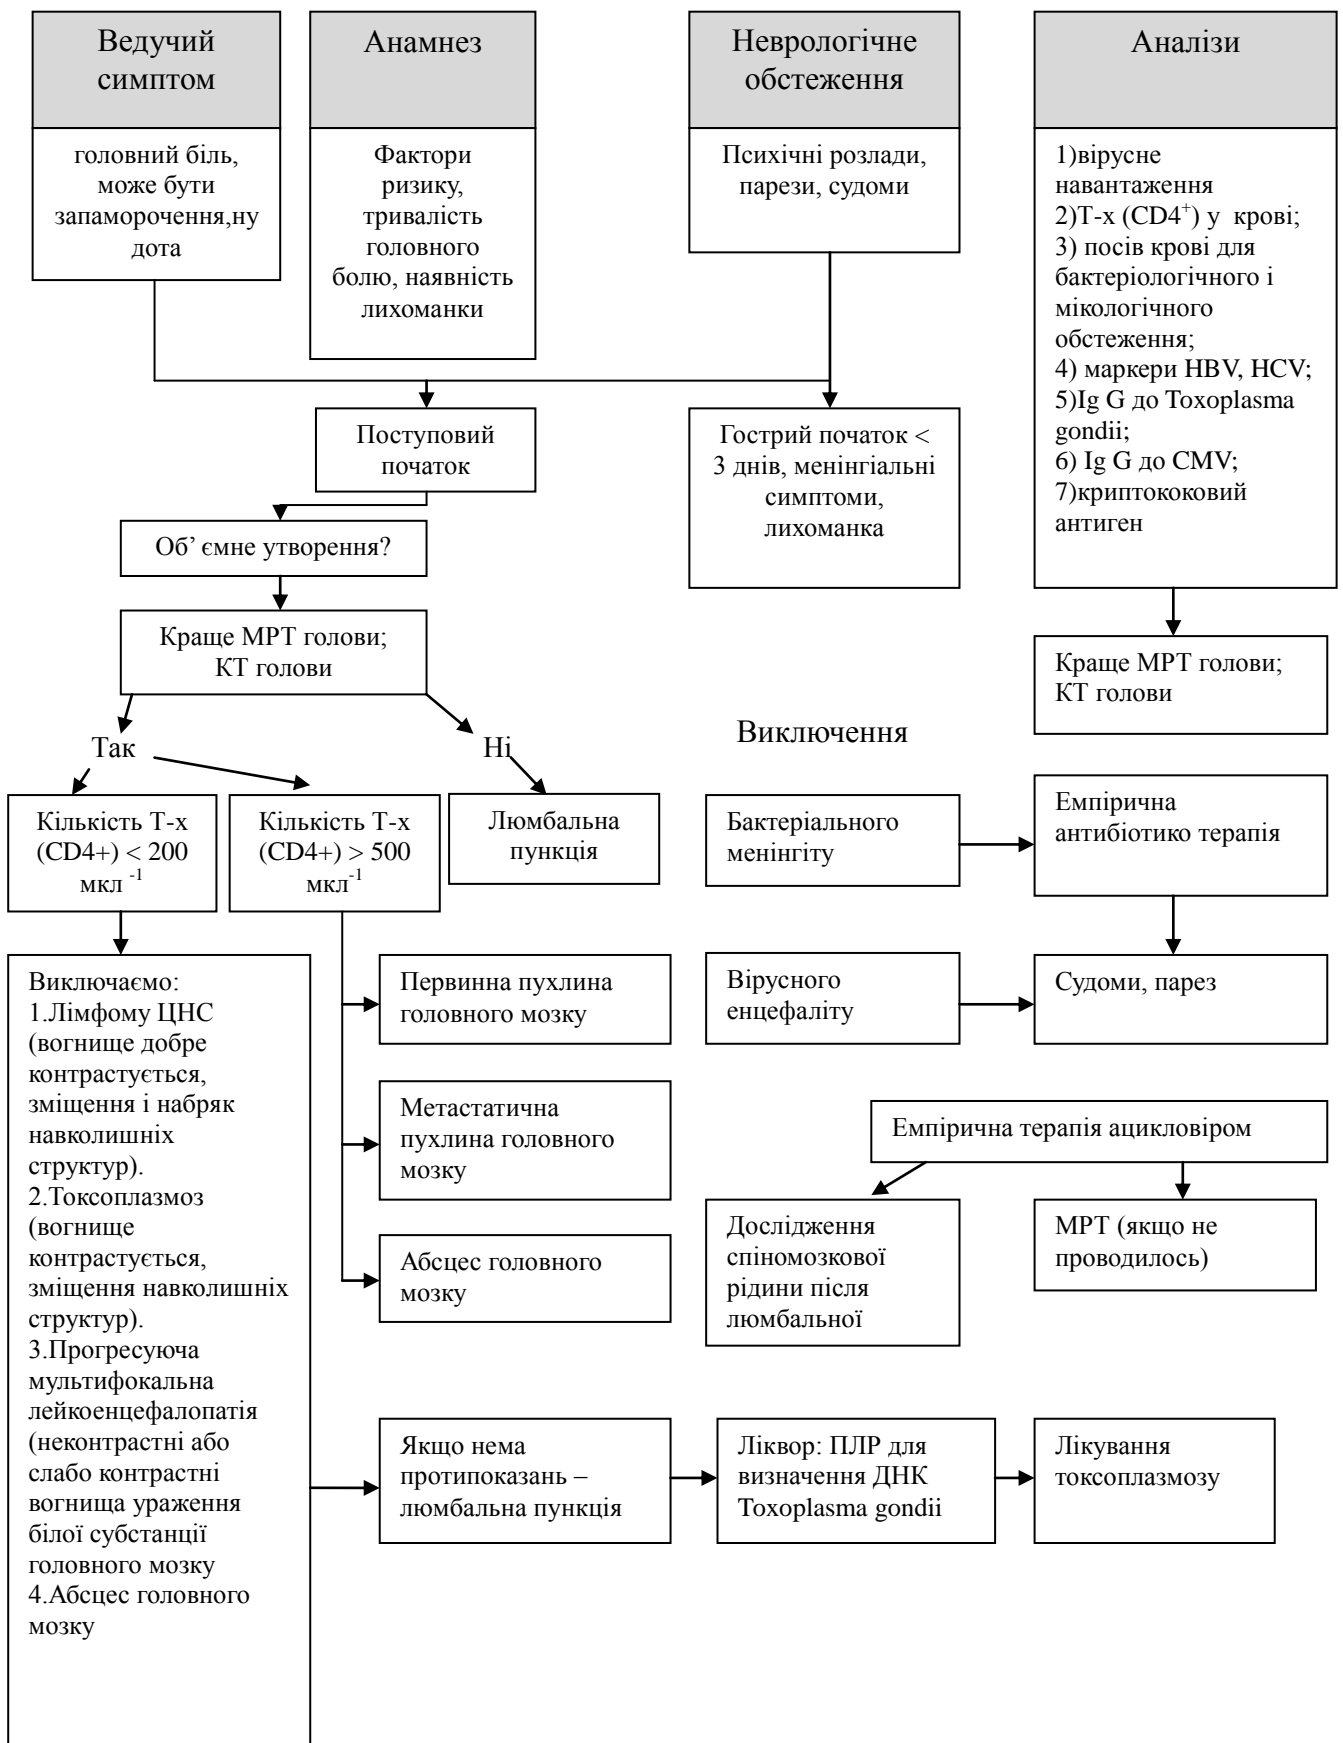 Ведучий
симптом
головний біль,
може бути
запаморочення,ну
дота
Анамнез
Фактори
ризику,
тривалість
головного
болю, наявність
лихоманки
Неврологічне
обстеження
Психічні розлади,
парези, судоми
Аналізи
1)вірусне
навантаження
2)Т-х (CD4⁺) у крові;
3) посів крові для
бактеріологічного і
мікологічного
обстеження;
4) маркери HBV, HCV;
5)Ig G до Toxoplasma
gondii;
6) Ig G до CMV;
7)криптококовий
антиген
Поступовий
початок
Гострий початок <
3 днів, менінгіальні
симптоми,
лихоманка
Об’ ємне утворення?
Краще МРТ голови;
КТ голови
Краще МРТ голови;
КТ голови
Так
Ні
Виключення
Кількість Т-х
(CD4+) < 200
мкл ⁻¹
Кількість Т-х
(CD4+) > 500
мкл⁻¹
Люмбальна
пункція
Бактеріального
менінгіту
Емпірична
антибіотико терапія
Виключаємо:
1.Лімфому ЦНС
(вогнище добре
контрастується,
зміщення і набряк
навколишніх
структур).
2.Токсоплазмоз
(вогнище
контрастується,
зміщення навколишніх
структур).
3.Прогресуюча
мультифокальна
лейкоенцефалопатія
(неконтрастні або
слабо контрастні
вогнища ураження
білої субстанції
головного мозку
4.Абсцес головного
мозку
Первинна пухлина
головного мозку
Вірусного
енцефаліту
Судоми, парез
Метастатична
пухлина головного
мозку
Емпірична терапія ацикловіром
Абсцес головного
мозку
Дослідження
спіномозкової
рідини після
люмбальної
МРТ (якщо не
проводилось)
Якщо нема
протипоказань –
люмбальна пункція
Ліквор: ПЛР для
визначення ДНК
Toxoplasma gondii
Лікування
токсоплазмозу